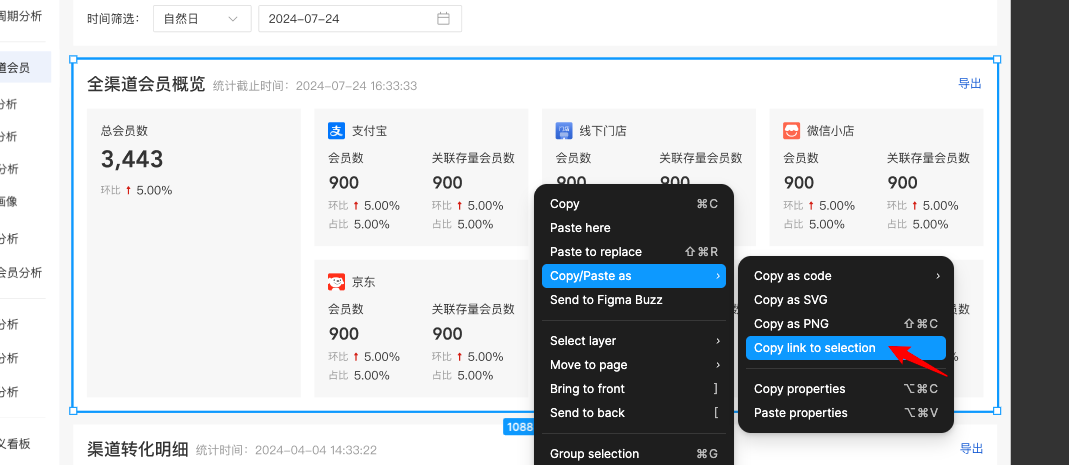 周期分析
时间筛选： 自然日 2024-07-24
道会员
全渠道会员概览 统计截止时间：2024-07-24 16:33:33 导出
分析
分析
分析
画像
分析
会员分析
分析
分析
分析
义看板
总会员数
3,443
环比 ↑ 5.00%
支付宝
会员数 关联存量会员数
900 900
环比 ↑ 5.00% 环比 ↑ 5.00%
占比 5.00% 占比 5.00%
线下门店
会员数 关联存量会员数
900 900
微信小店
会员数 关联存量会员数
900 900
环比 ↑ 5.00% 环比 ↑ 5.00%
占比 5.00% 占比 5.00%
京东
会员数 关联存量会员数
900 900
环比 ↑ 5.00% 环比 ↑ 5.00%
占比 5.00% 占比 5.00%
员数
%
Copy ⌘C
Paste here
Paste to replace ⇧⌘R
Copy/Paste as ›
Send to Figma Buzz
Select layer ›
Move to page ›
Bring to front ]
Send to back [
Group selection ⌘G
Copy as code ›
Copy as SVG
Copy as PNG ⇧⌘C
Copy link to selection
Copy properties ⌥⌘C
Paste properties ⌥⌘V
1088
渠道转化明细 统计时间：2024-04-04 14:33:22 导出